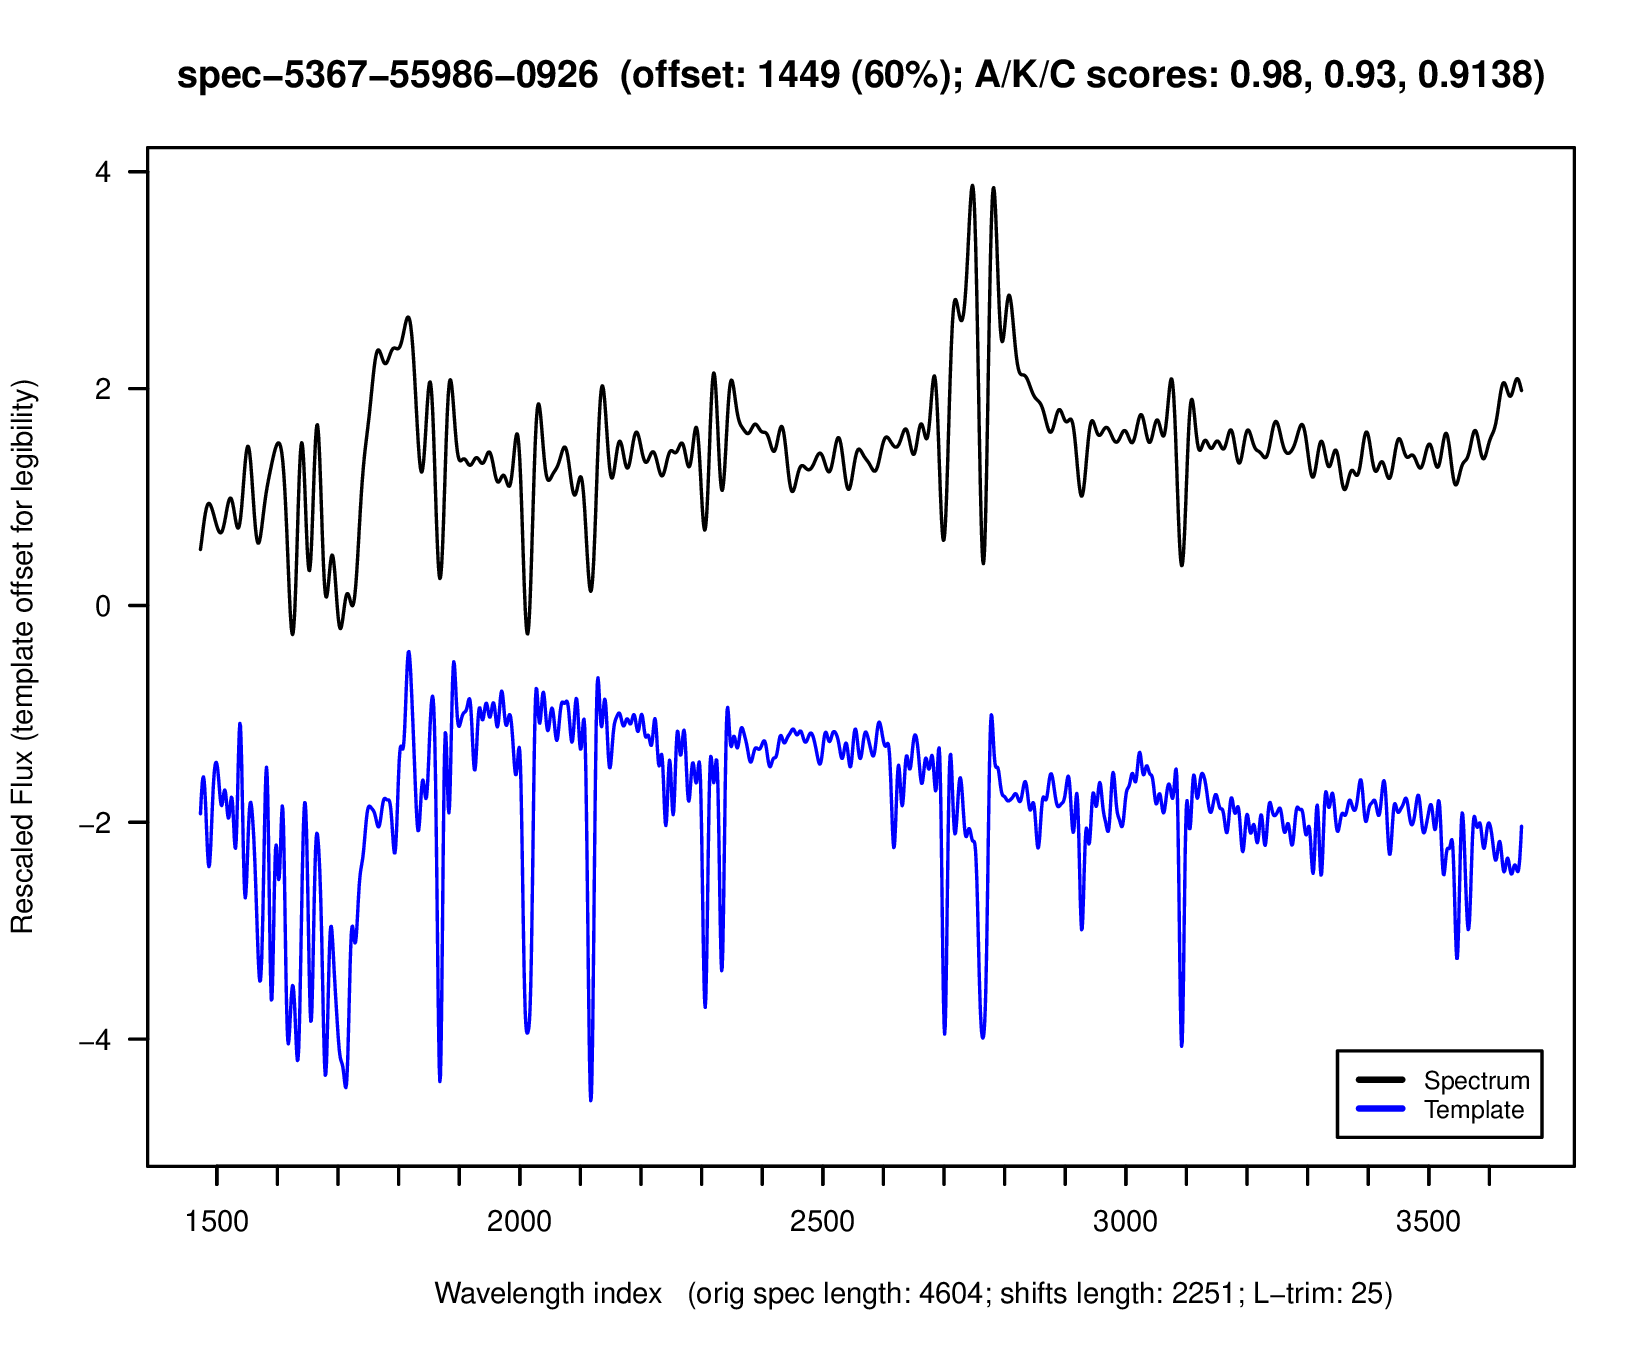 spec−5367−55986−0926  (offset: 1449 (60%); A/K/C scores: 0.98, 0.93, 0.9138)
Rescaled Flux (template offset for legibility)
4
2
0
−2
−4
Spectrum
Template
1500 2000 2500 3000 3500
Wavelength index   (orig spec length: 4604; shifts length: 2251; L−trim: 25)